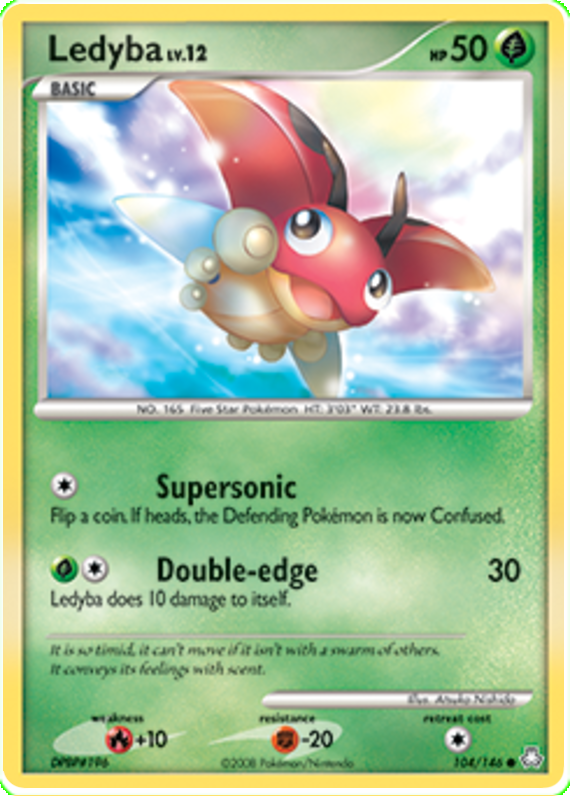 Ledyba LV.12 HP 50
BASIC
NO. 165 Five Star Pokémon HT: 3'03" WT: 23.8 lbs.
Supersonic
Flip a coin. If heads, the Defending Pokémon is now Confused.
Double-edge 30
Ledyba does 10 damage to itself.
It is so timid, it can't move if it isn't with a swarm of others.
It conveys its feelings with scent.
Illus. Atsuko Nishida
weakness resistance retreat cost
+10 -20
DPBP#196 ©2008 Pokémon/Nintendo 104/146